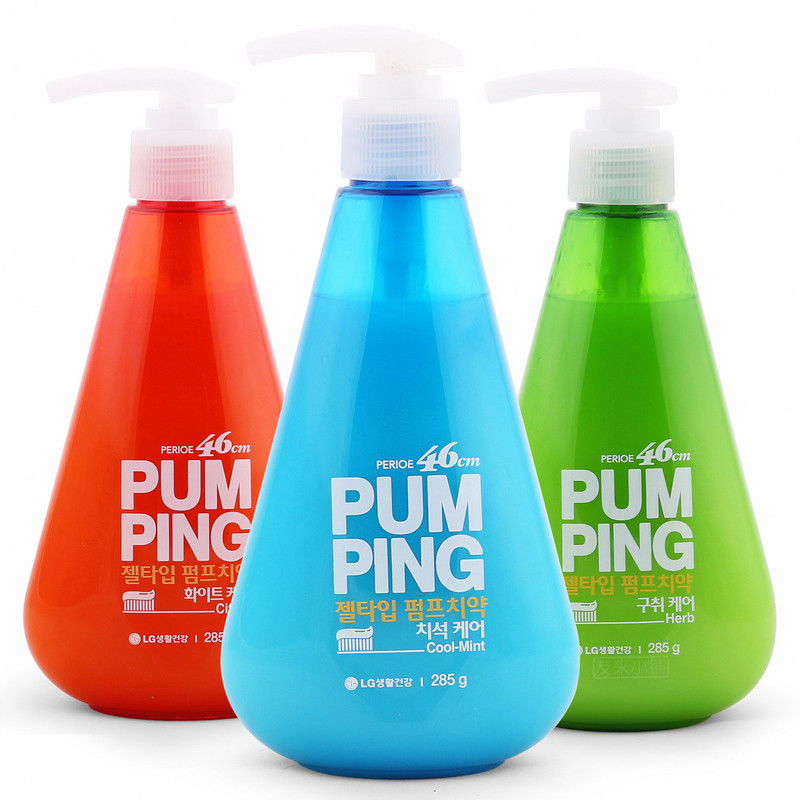 PERIOE 46cm
PUM
PING
젤타입 펌프치약
화이트
LG생활건강 | 285
PERIOE 46cm
PUM
PING
젤타입 펌프치약
치석 케어
Cool-Mint
LG생활건강 | 285 g
PERIOE 46cm
PUM
PING
젤타입 펌프치약
구취 케어
Herb
LG생활건강 | 285 g